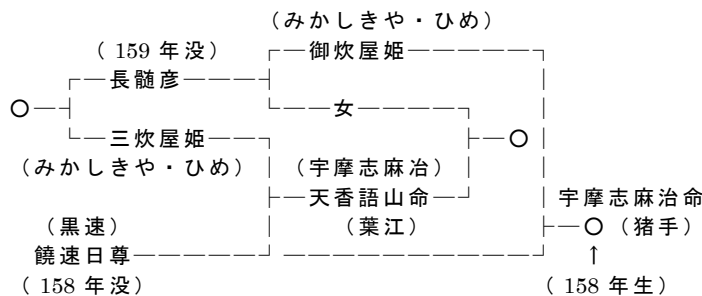 （みかしきや・ひめ）
（ 159 年没）
御炊屋姫
長髄彦
○
女
三炊屋姫
○
（みかしきや・ひめ）
（宇摩志麻冶）
天香語山命
宇摩志麻治命
（黒速）
（葉江）
○（猪手）
饒速日尊
↑
（ 158 年没）
（ 158 年生）